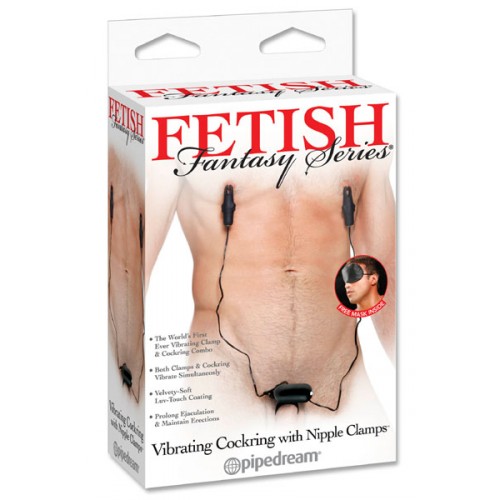 FETISH
Fantasy Series®
FREE MASK INSIDE
• The World's First
Ever Vibrating Clamp
& Cockring Combo
• Both Clamps & Cockring
Vibrate Simultaneously
• Velvety-Soft
Luv-Touch Coating
• Prolong Ejaculation
& Maintain Erections
Vibrating Cockring with Nipple Clamps™
pipedream®